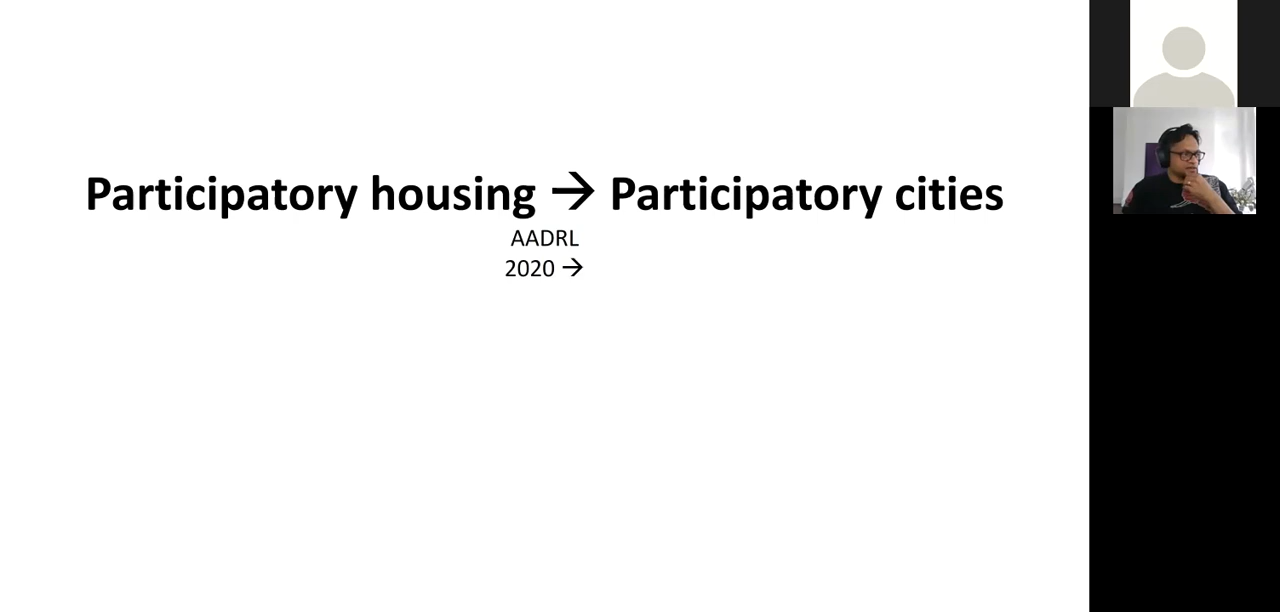 Participatory housing → Participatory cities
AADRL
2020 →